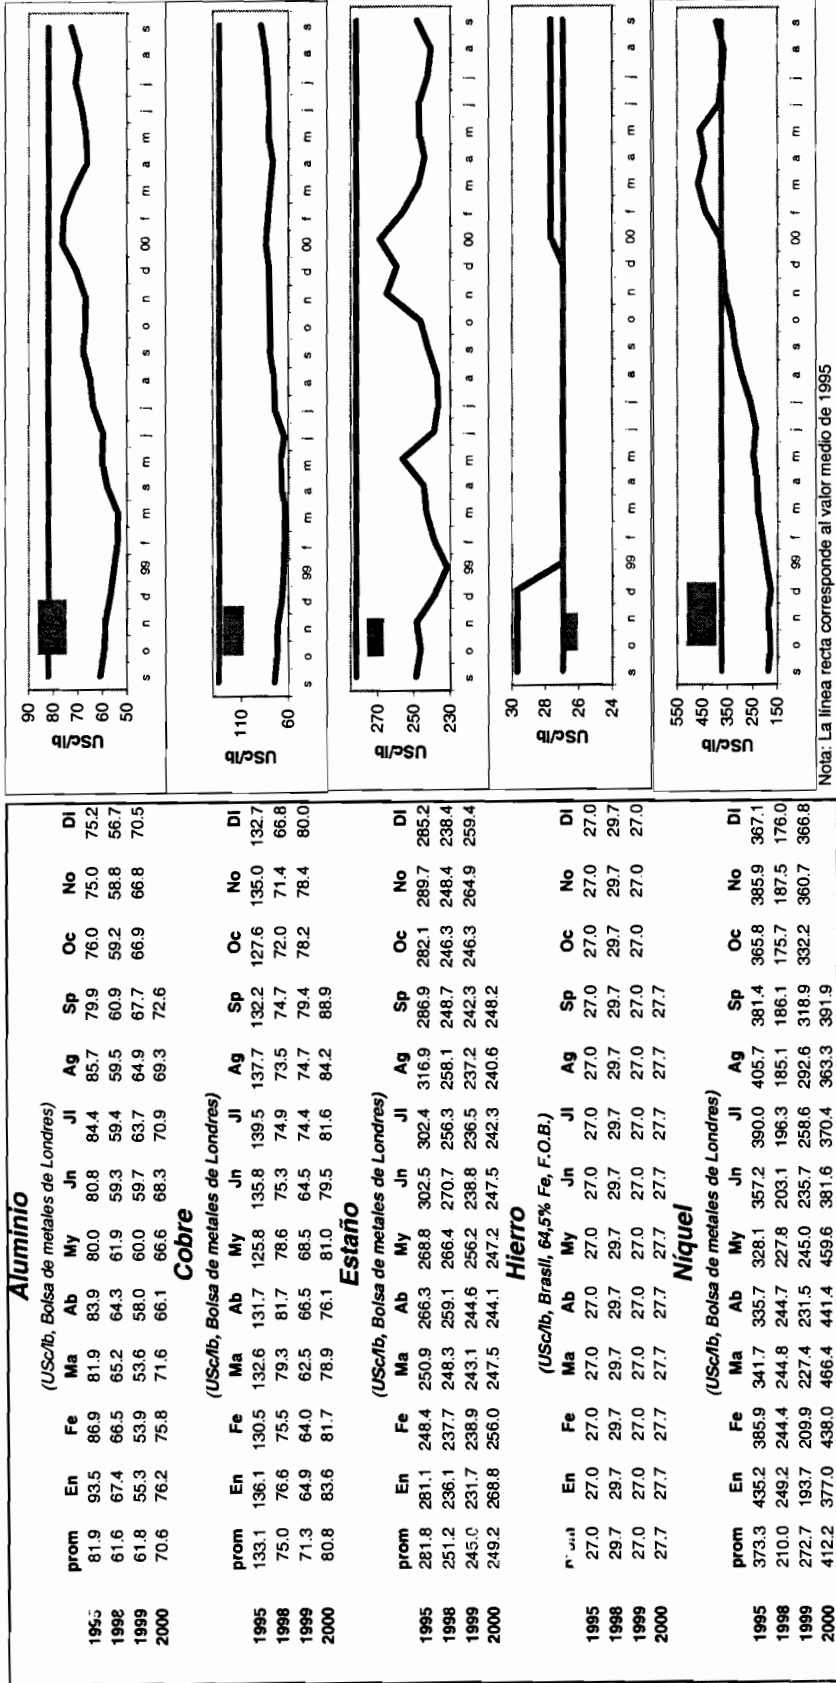 Aluminio
(USc/lb, Bolsa de metales de Londres)
prom En Fe Ma Ab My Jn Jl Ag Sp Oc No Di
1995 81.9 93.5 86.9 81.9 83.9 80.0 80.8 84.4 85.7 79.9 76.0 75.0 75.2
1998 61.6 67.4 66.5 65.2 64.3 61.9 59.3 59.4 59.5 60.9 59.2 58.8 56.7
1999 61.8 55.3 53.9 53.6 58.0 60.0 59.7 63.7 64.9 67.7 66.9 66.8 70.5
2000 70.6 76.2 75.8 71.6 66.1 66.6 68.3 70.9 69.3 72.6
Cobre
(USc/lb, Bolsa de metales de Londres)
prom En Fe Ma Ab My Jn Jl Ag Sp Oc No Di
1995 133.1 136.1 130.5 132.6 131.7 125.8 135.8 139.5 137.7 132.2 127.6 135.0 132.7
1998 75.0 76.6 75.5 79.3 81.7 78.6 75.3 74.9 73.5 74.7 72.0 71.4 66.8
1999 71.3 64.9 64.0 62.5 66.5 68.5 64.5 74.4 74.7 79.4 78.2 78.4 80.0
2000 80.8 83.6 81.7 78.9 76.1 81.0 79.5 81.6 84.2 88.9
Estaño
(USc/lb, Bolsa de metales de Londres)
prom En Fe Ma Ab My Jn Jl Ag Sp Oc No Di
1995 281.8 281.1 248.4 250.9 266.3 268.8 302.5 302.4 316.9 286.9 282.1 289.7 285.2
1998 251.2 236.1 237.7 248.3 259.1 266.4 270.7 256.3 258.1 248.7 246.3 248.4 238.4
1999 245.0 231.7 238.9 243.1 244.6 256.2 238.8 236.5 237.2 242.3 246.3 264.9 259.4
2000 249.2 268.8 256.0 247.5 244.1 247.2 247.5 242.3 240.6 248.2
Hierro
(USc/lb, Brasil, 64,5% Fe, F.O.B.)
En Fe Ma Ab My Jn Jl Ag Sp Oc No Di
1995 27.0 27.0 27.0 27.0 27.0 27.0 27.0 27.0 27.0 27.0 27.0 27.0 27.0
1998 29.7 29.7 29.7 29.7 29.7 29.7 29.7 29.7 29.7 29.7 29.7 29.7 29.7
1999 27.0 27.0 27.0 27.0 27.0 27.0 27.0 27.0 27.0 27.0 27.0 27.0 27.0
2000 27.7 27.7 27.7 27.7 27.7 27.7 27.7 27.7 27.7 27.7
Níquel
(USc/lb, Bolsa de metales de Londres)
prom En Fe Ma Ab My Jn Jl Ag Sp Oc No Di
1995 373.3 435.2 385.9 341.7 335.7 328.1 357.2 390.0 405.7 381.4 365.8 385.9 367.1
1998 210.0 249.2 244.4 244.8 244.7 227.8 203.1 196.3 185.1 186.1 175.7 187.5 176.0
1999 272.7 193.7 209.9 227.4 231.5 245.0 235.7 258.6 292.6 318.9 332.2 360.7 366.8
2000 412.2 377.0 438.0 466.4 441.4 459.6 381.6 370.4 363.3 391.9
USc/lb
90
80
70
60
50
s o n d 99 f m s m j j a s o n d 00 f m a m j j a s
USc/lb
110
60
s o n d 99 f m a m j j a s o n d 00 f m a m j j a s
USc/lb
270
250
230
s o n d 99 f m a m j j a s o n d 00 f m a m j j a s
USc/lb
30
28
26
24
s o n d 99 f m a m j j a s o n d 00 f m a m j j a s
USc/lb
550
450
350
250
150
s o n d 99 f m a m j j a s o n d 00 f m a m j j a s
Nota: La línea recta corresponde al valor medio de 1995